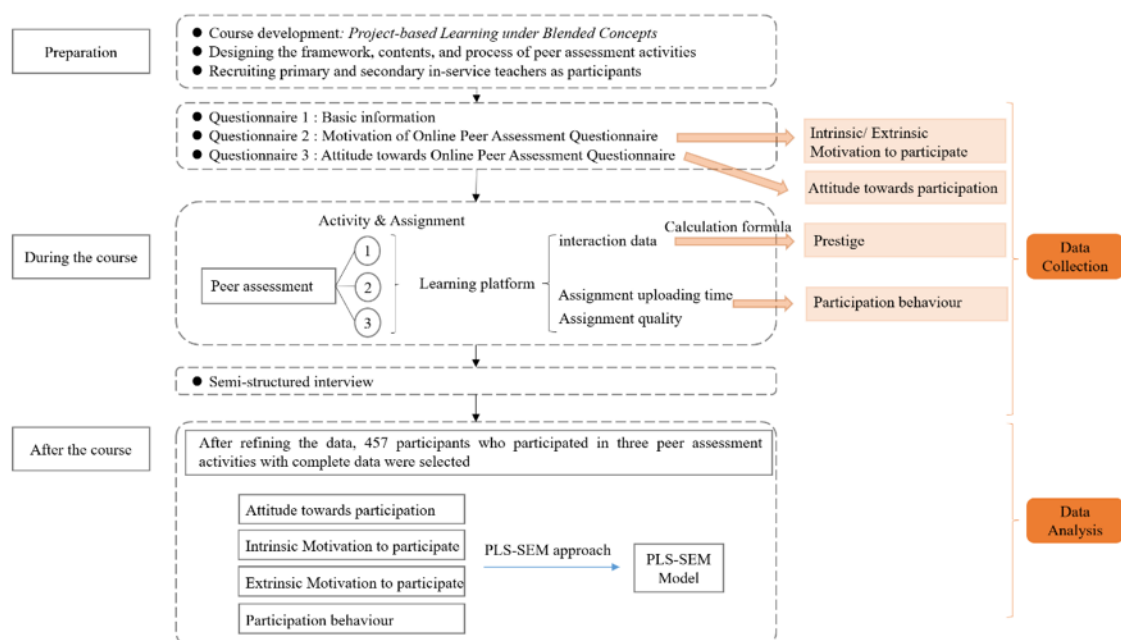 Preparation
● Course development: Project-based Learning under Blended Concepts
● Designing the framework, contents, and process of peer assessment activities
● Recruiting primary and secondary in-service teachers as participants
● Questionnaire 1 : Basic information
● Questionnaire 2 : Motivation of Online Peer Assessment Questionnaire
● Questionnaire 3 : Attitude towards Online Peer Assessment Questionnaire
Intrinsic/ Extrinsic
Motivation to participate
Attitude towards participation
During the course
Activity & Assignment
Peer assessment
1
2
3
Learning platform
interaction data
Assignment uploading time
Assignment quality
Calculation formula
Prestige
Participation behaviour
Data
Collection
● Semi-structured interview
After the course
After refining the data, 457 participants who participated in three peer assessment
activities with complete data were selected
Attitude towards participation
Intrinsic Motivation to participate
Extrinsic Motivation to participate
Participation behaviour
PLS-SEM approach
PLS-SEM
Model
Data
Analysis